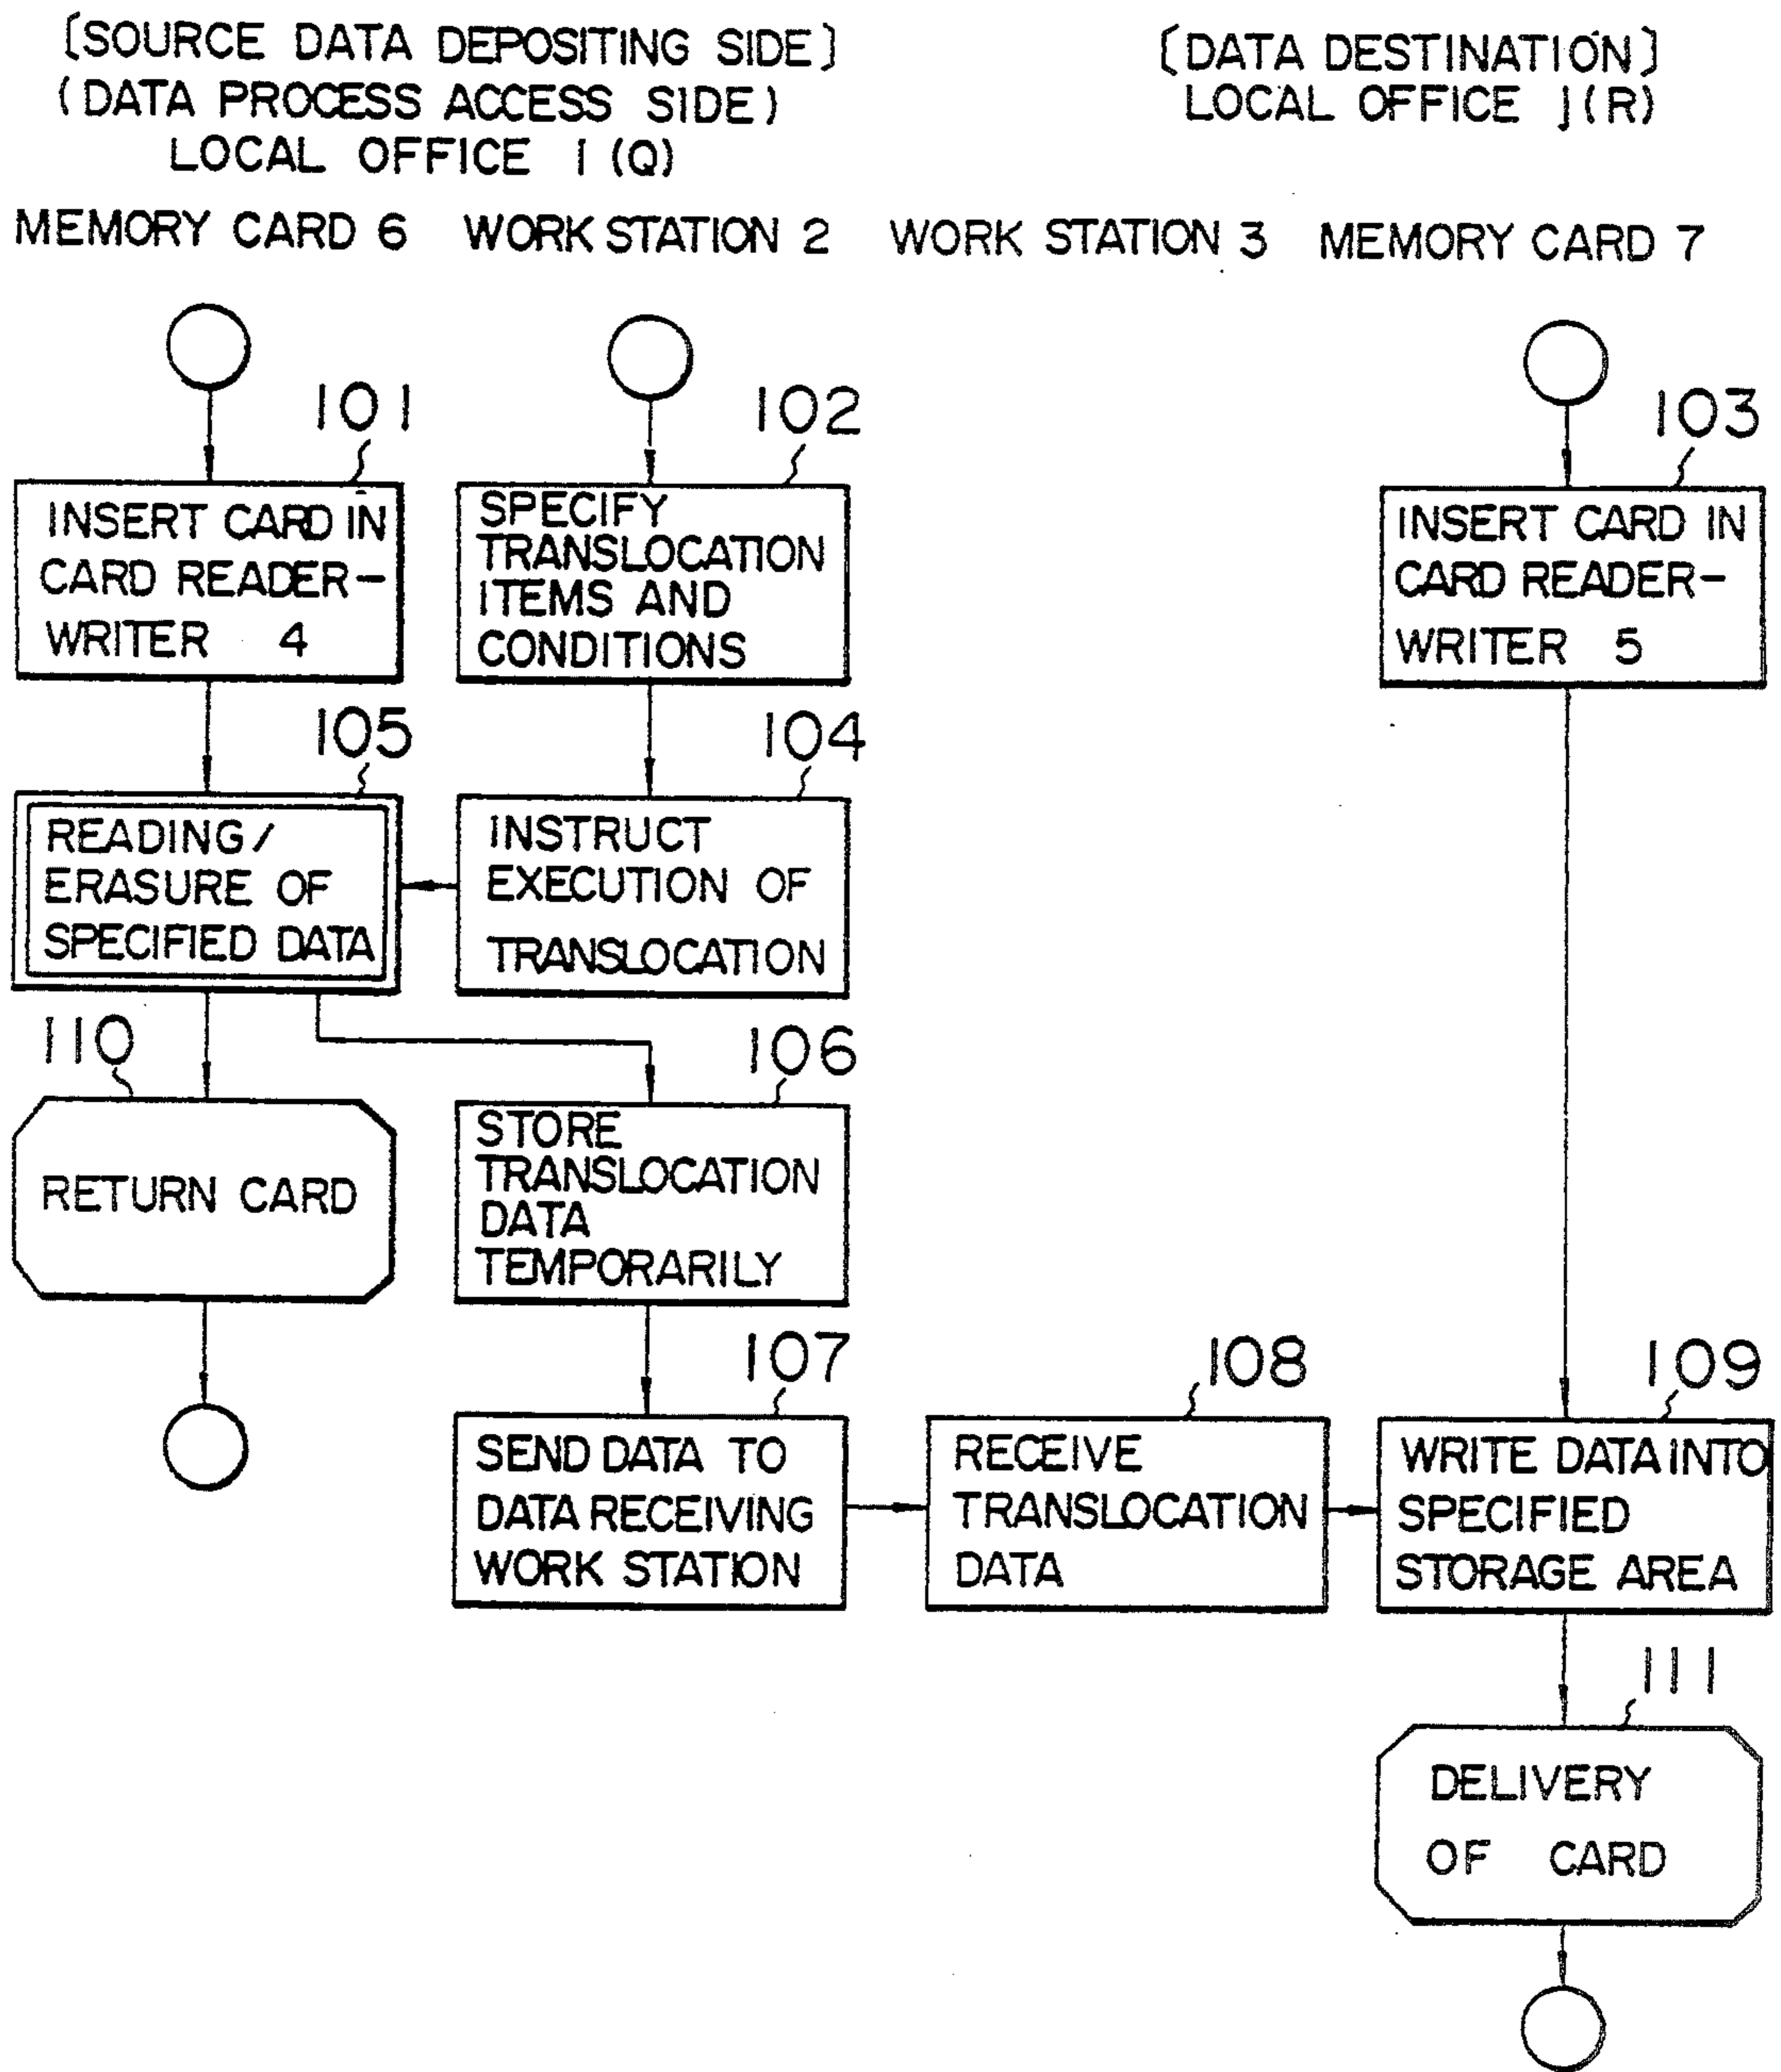 [SOURCE DATA DEPOSITING SIDE]
(DATA PROCESS ACCESS SIDE)
LOCAL OFFICE i (Q)
[DATA DESTINATION]
LOCAL OFFICE j (R)
MEMORY CARD 6
WORK STATION 2
WORK STATION 3
MEMORY CARD 7
101
INSERT CARD IN
CARD READER-
WRITER 4
102
SPECIFY
TRANSLOCATION
ITEMS AND
CONDITIONS
103
INSERT CARD IN
CARD READER-
WRITER 5
105
READING/
ERASURE OF
SPECIFIED DATA
104
INSTRUCT
EXECUTION OF
TRANSLOCATION
110
RETURN CARD
106
STORE
TRANSLOCATION
DATA
TEMPORARILY
107
SEND DATA TO
DATA RECEIVING
WORK STATION
108
RECEIVE
TRANSLOCATION
DATA
109
WRITE DATA INTO
SPECIFIED
STORAGE AREA
111
DELIVERY
OF CARD